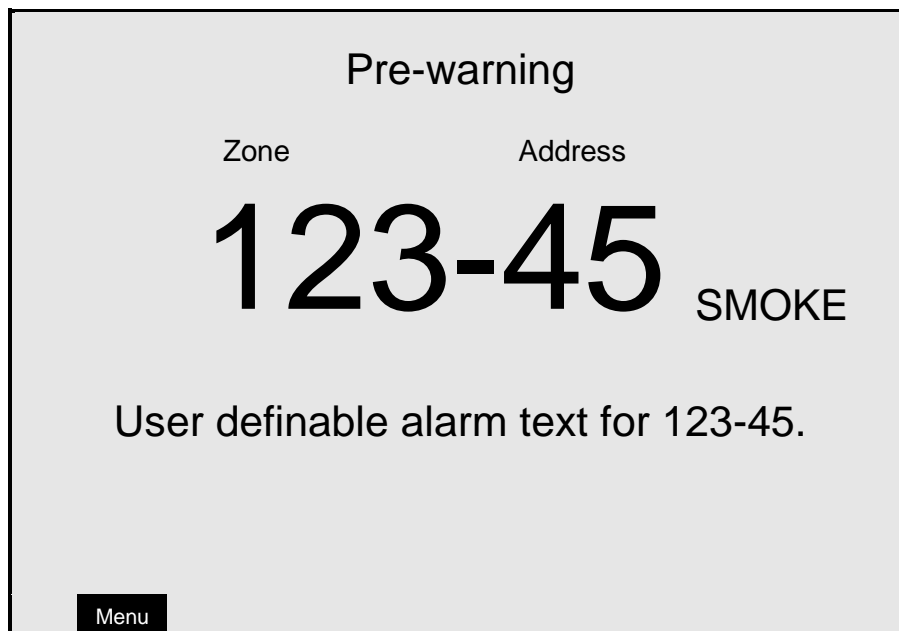 Pre-warning
Zone Address
123-45 SMOKE
User definable alarm text for 123-45.
Menu